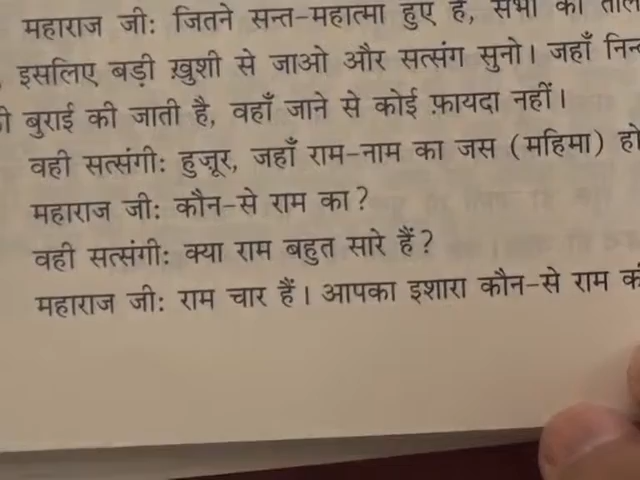 महाराज जी: जितने सन्त-महात्मा हुए हैं, सभी की
इसलिए बड़ी ख़ुशी से जाओ और सत्संग सुनो। जहाँ
बुराई की जाती है, वहाँ जाने से कोई फ़ायदा नहीं।
वही सत्संगी: हुज़ूर, जहाँ राम-नाम का जस (महिमा) हो
महाराज जी: कौन-से राम का?
वही सत्संगी: क्या राम बहुत सारे हैं?
महाराज जी: राम चार हैं। आपका इशारा कौन-से राम